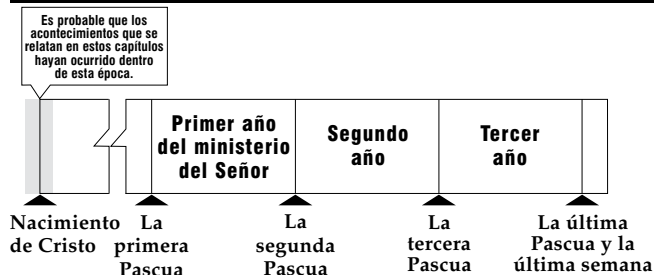 Es probable que los
acontecimientos que se
relatan en estos capítulos
hayan ocurrido dentro
de esta época.
Primer año
del ministerio
del Señor
Segundo
año
Tercer
año
Nacimiento
de Cristo
La
primera
Pascua
La
segunda
Pascua
La
tercera
Pascua
La última
Pascua y la
última semana